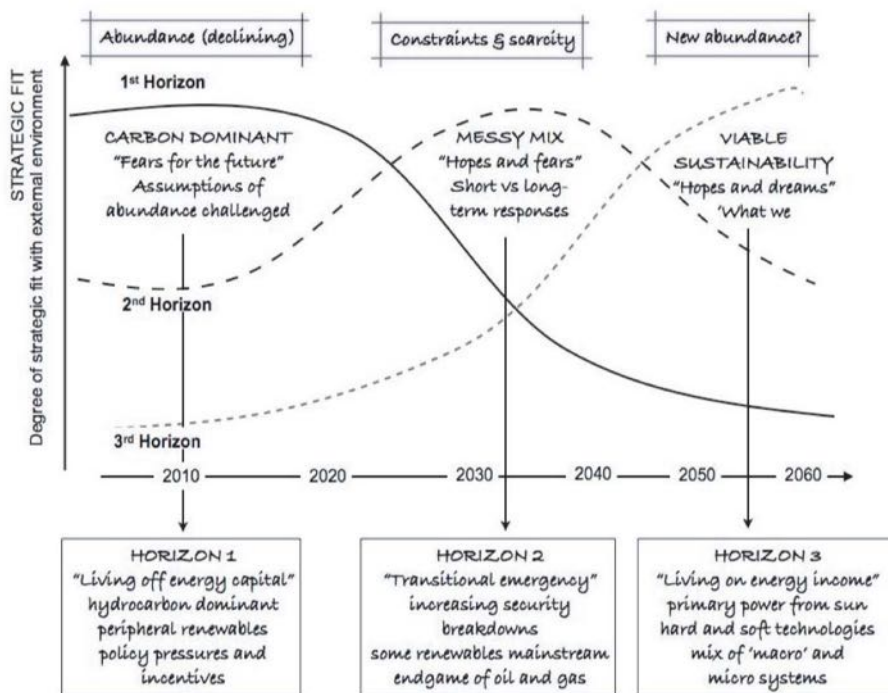 Abundance (declining)
Constraints & scarcity
New abundance?
STRATEGIC FIT
Degree of strategic fit with external environment
1st Horizon
CARBON DOMINANT
"Fears for the future"
Assumptions of
abundance challenged
MESSY MIX
"Hopes and fears"
Short vs long-
term responses
VIABLE
SUSTAINABILITY
"Hopes and dreams"
'What we
2nd Horizon
3rd Horizon
2010 2020 2030 2040 2050 2060
HORIZON 1
"Living off energy capital"
hydrocarbon dominant
peripheral renewables
policy pressures and
incentives
HORIZON 2
"Transitional emergency"
increasing security
breakdowns
some renewables mainstream
endgame of oil and gas
HORIZON 3
"Living on energy income"
primary power from sun
hard and soft technologies
mix of 'macro' and
micro systems